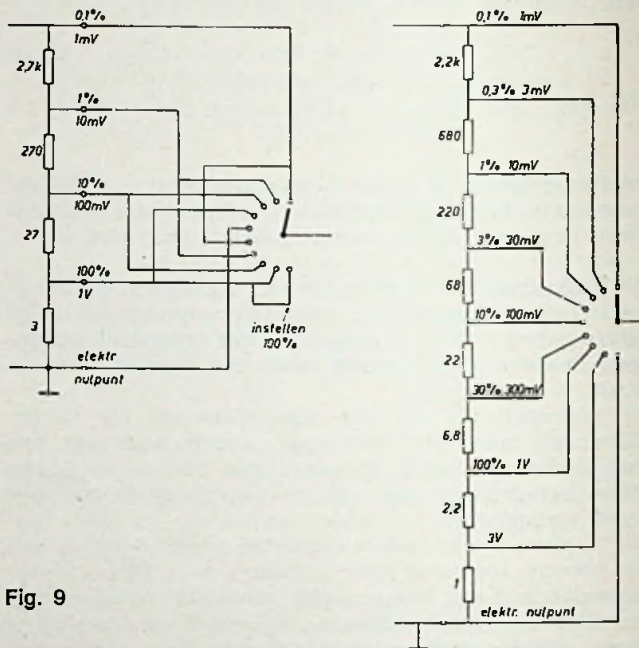 0,1%
1mV
2,7k
1%
10mV
270
10%
100mV
27
100%
1V
3
instellen
100%
elektr
nulpunt
0,1% 1mV
2,2k
0,3% 3mV
680
1% 10mV
220
3% 30mV
68
10% 100mV
22
30% 300mV
6,8
100% 1V
2,2
3V
1
elektr. nulpunt
Fig. 9